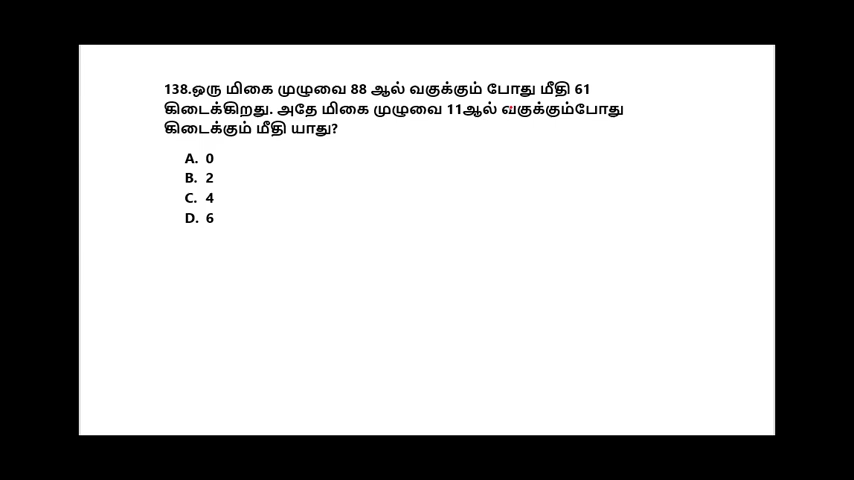 138.ஒரு மிகை முழுவை 88 ஆல் வகுக்கும் போது மீதி 61
கிடைக்கிறது. அதே மிகை முழுவை 11ஆல் வகுக்கும்போது
கிடைக்கும் மீதி யாது?
A. 0
B. 2
C. 4
D. 6